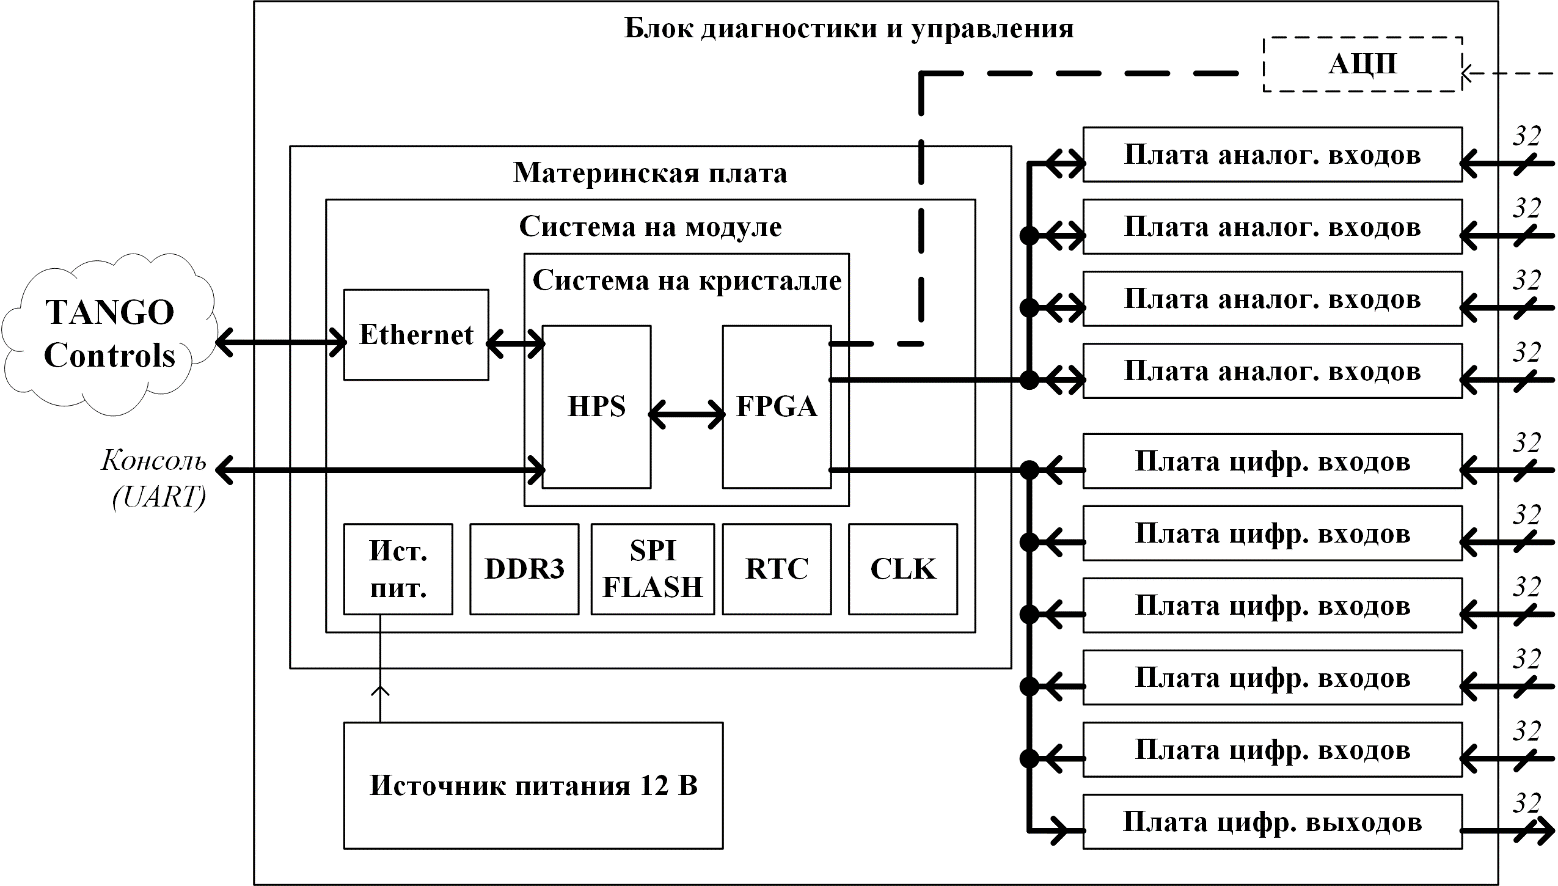 Блок диагностики и управления
АЦП
Материнская плата
Система на модуле
Система на кристалле
TANGO
Controls
Ethernet
HPS
FPGA
Консоль
(UART)
Ист.
пит.
DDR3
SPI
FLASH
RTC
CLK
Источник питания 12 В
Плата аналог. входов
32
Плата аналог. входов
32
Плата аналог. входов
32
Плата аналог. входов
32
Плата цифр. входов
32
Плата цифр. входов
32
Плата цифр. входов
32
Плата цифр. входов
32
Плата цифр. входов
32
Плата цифр. выходов
32